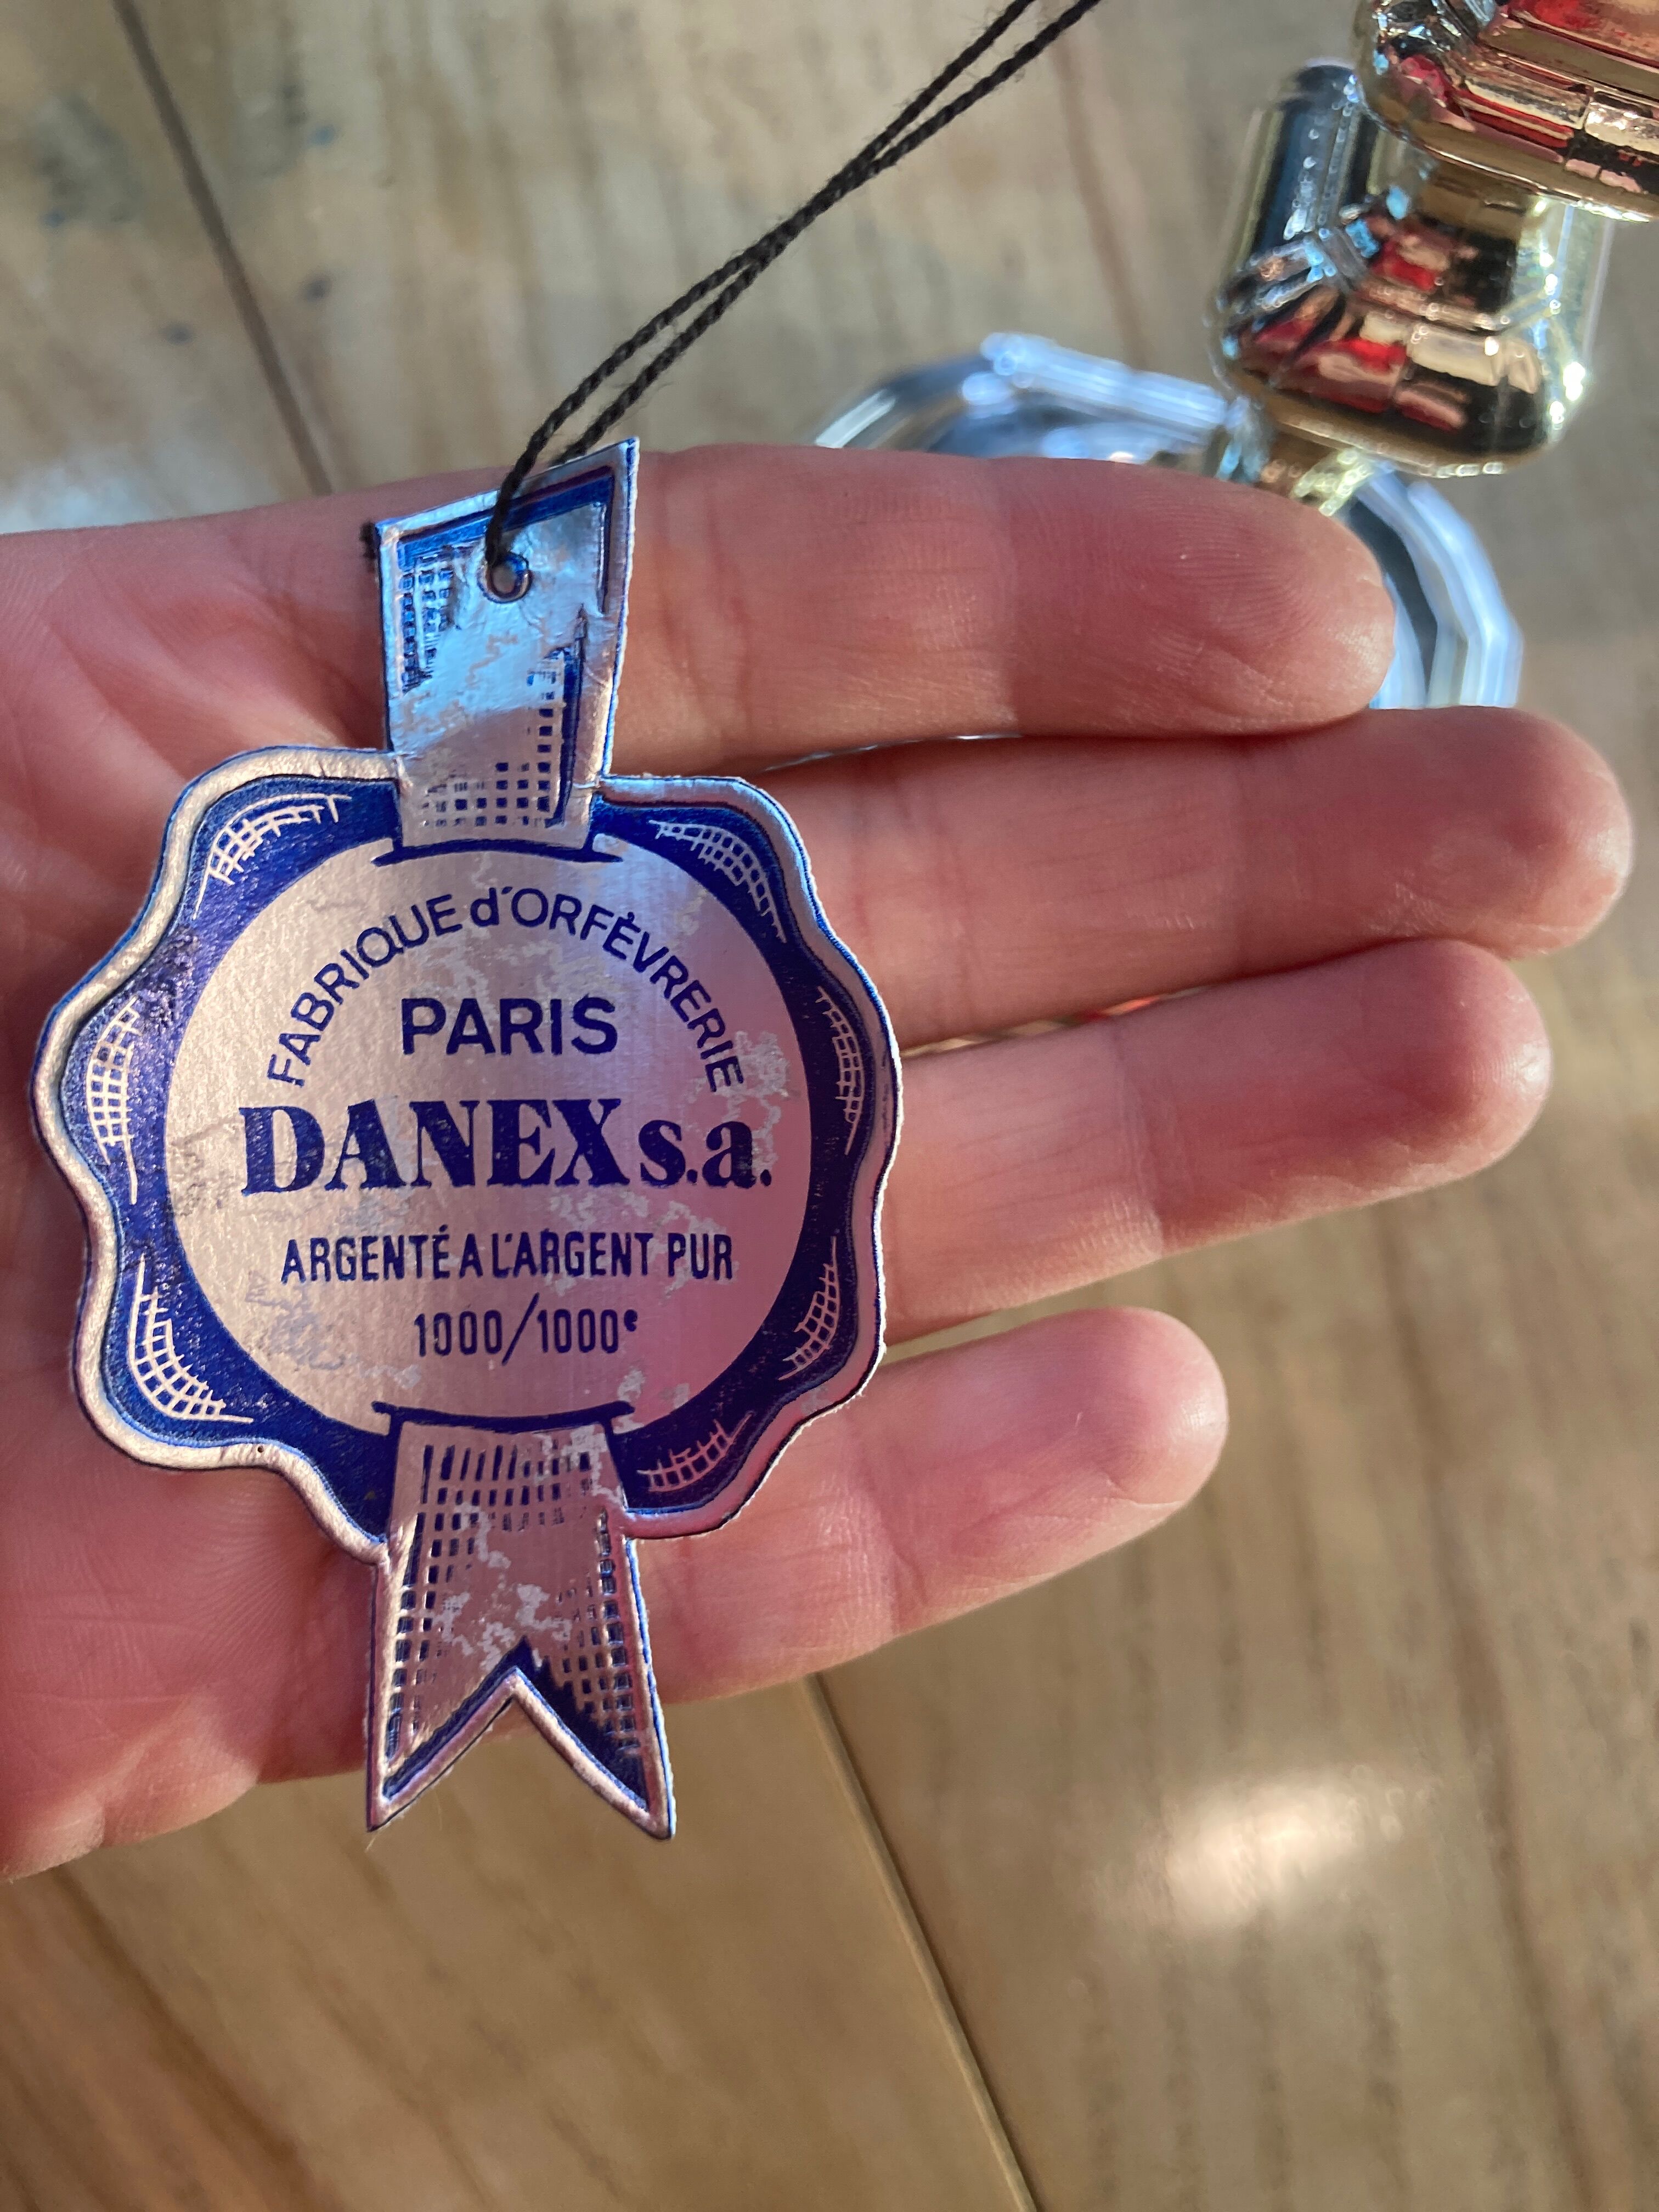 FABRIQUE d'ORFÈVRERIE
PARIS
DANEX s.a.
ARGENTÉ A L'ARGENT PUR
1000/1000e